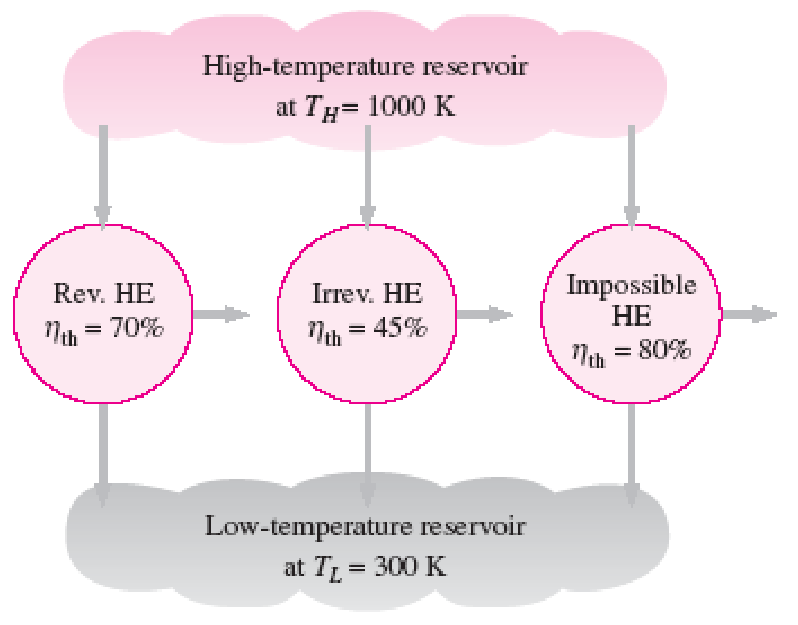 High-temperature reservoir
at T_H = 1000 K
Rev. HE
η_th = 70%
Irrev. HE
η_th = 45%
Impossible
HE
η_th = 80%
Low-temperature reservoir
at T_L = 300 K